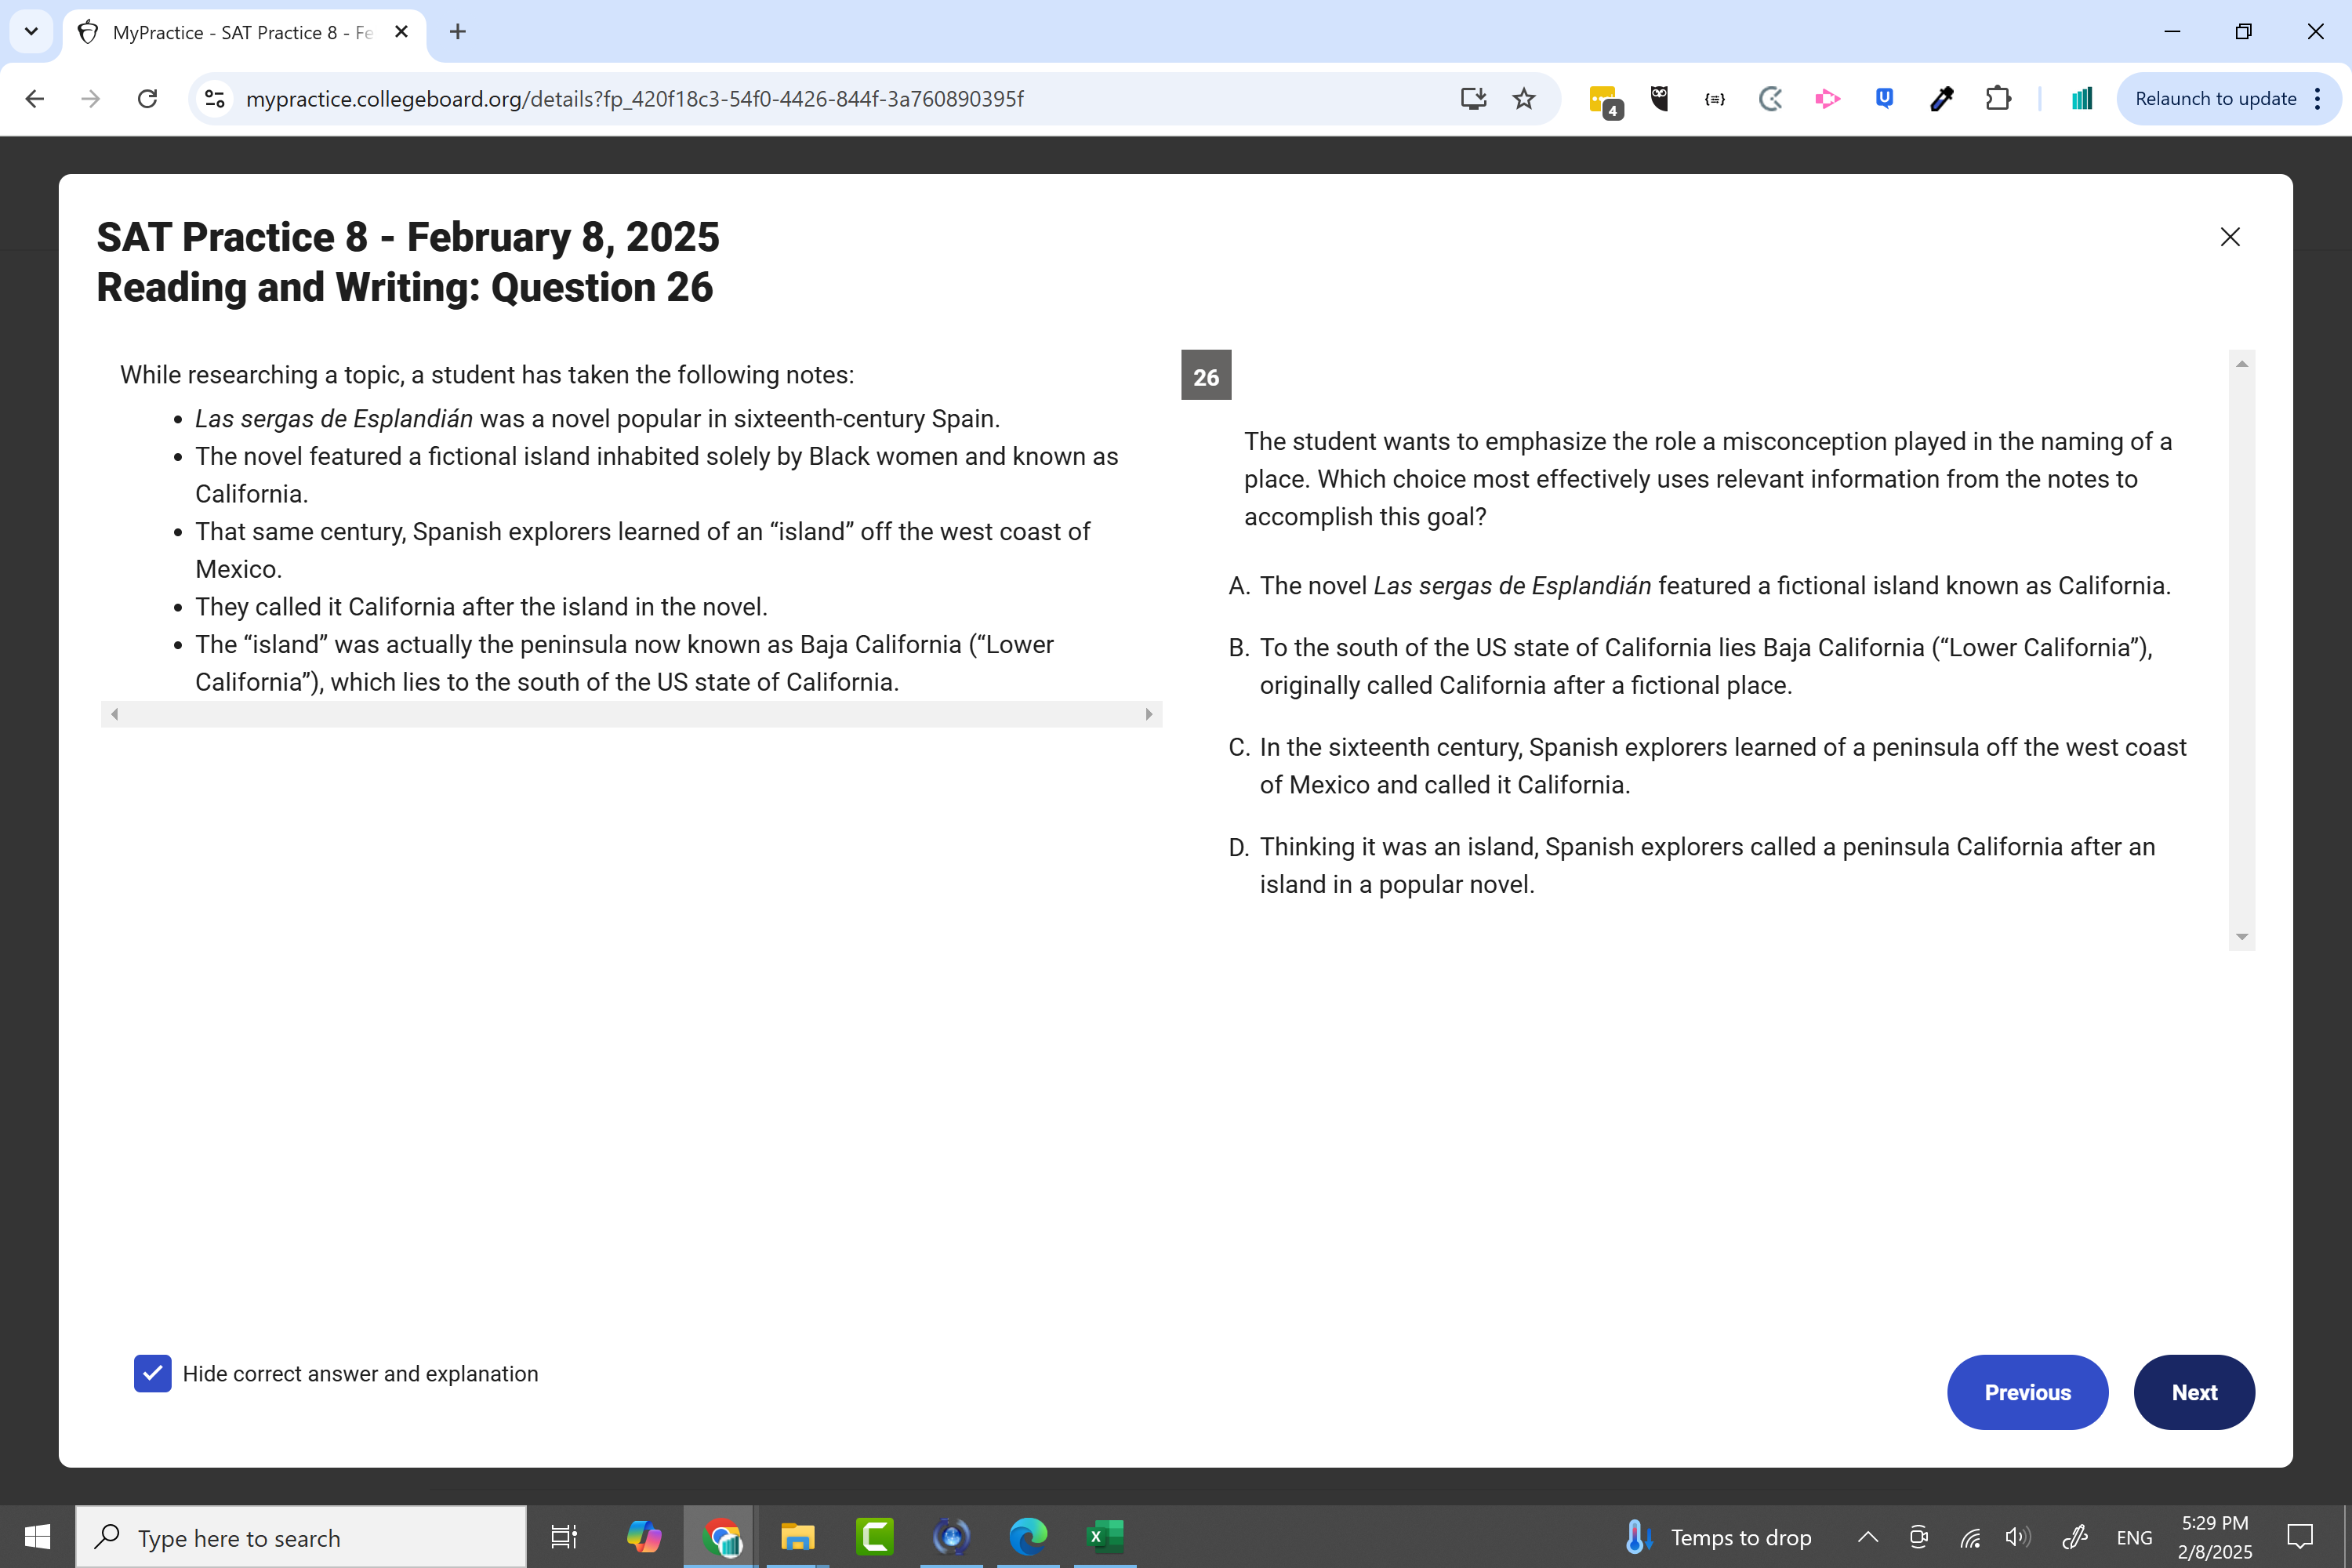 MyPractice - SAT Practice 8 - Fe
mypractice.collegeboard.org/details?fp_420f18c3-54f0-4426-844f-3a760890395f
4
Relaunch to update
SAT Practice 8 - February 8, 2025
Reading and Writing: Question 26
While researching a topic, a student has taken the following notes:
• Las sergas de Esplandián was a novel popular in sixteenth-century Spain.
• The novel featured a fictional island inhabited solely by Black women and known as
California.
• That same century, Spanish explorers learned of an “island” off the west coast of
Mexico.
• They called it California after the island in the novel.
• The “island” was actually the peninsula now known as Baja California (“Lower
California”), which lies to the south of the US state of California.
26
The student wants to emphasize the role a misconception played in the naming of a
place. Which choice most effectively uses relevant information from the notes to
accomplish this goal?
A. The novel Las sergas de Esplandián featured a fictional island known as California.
B. To the south of the US state of California lies Baja California (“Lower California”),
originally called California after a fictional place.
C. In the sixteenth century, Spanish explorers learned of a peninsula off the west coast
of Mexico and called it California.
D. Thinking it was an island, Spanish explorers called a peninsula California after an
island in a popular novel.
Hide correct answer and explanation
Previous
Next
Type here to search
Temps to drop
ENG
5:29 PM
2/8/2025